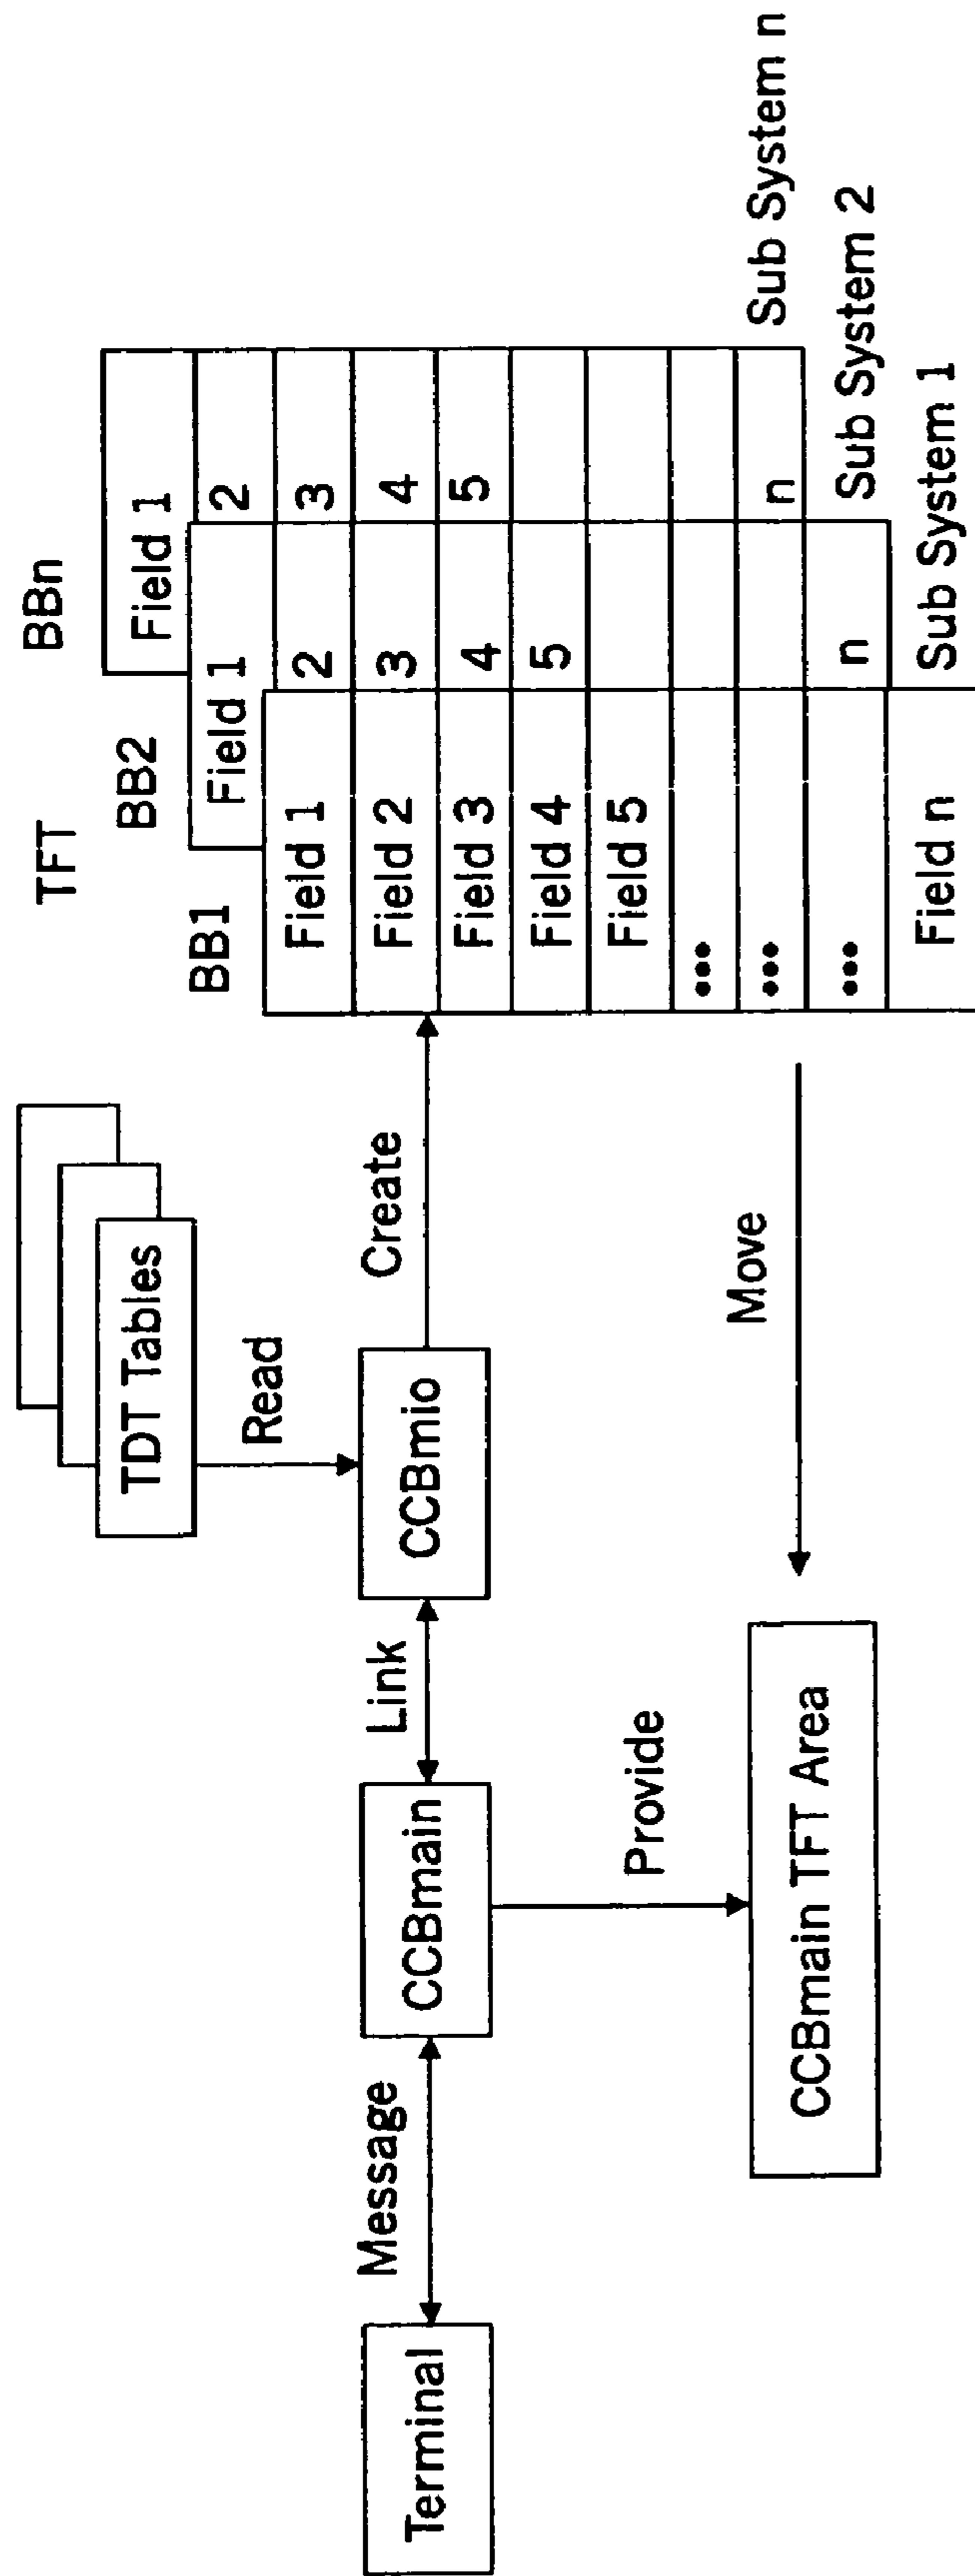 TFT
BBn
BB2
BB1
TDT Tables
Read
Terminal
Message
CCBmain
Link
CCBmio
Create
Provide
CCBmain TFT Area
Move
Field 1
2
3
4
5
n
Sub System n
Field 1
2
3
4
5
n
Sub System 2
Field 1
Field 2
Field 3
Field 4
Field 5
•••
•••
•••
Field n
Sub System 1